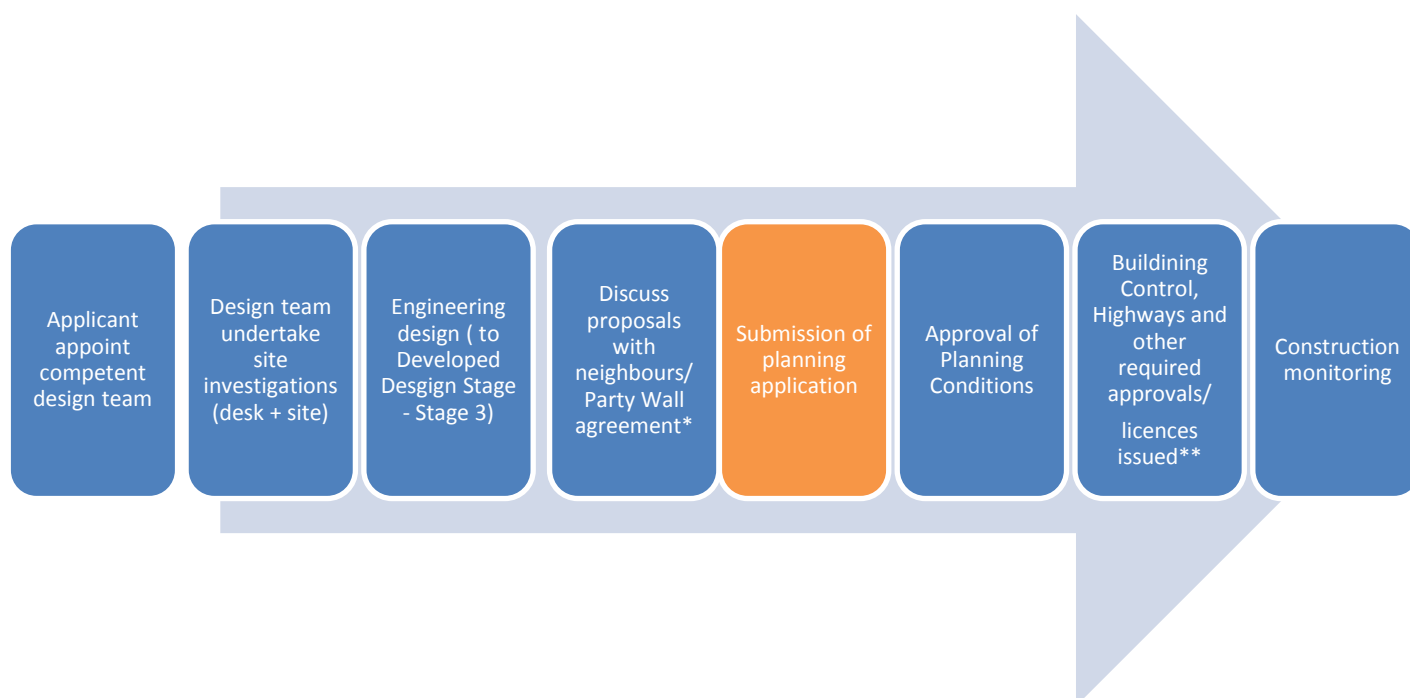 Applicant
appoint
competent
design team
Design team
undertake
site
investigations
(desk + site)
Engineering
design ( to
Developed
Desgign Stage
- Stage 3)
Discuss
proposals
with
neighbours/
Party Wall
agreement*
Submission of
planning
application
Approval of
Planning
Conditions
Buildining
Control,
Highways and
other
required
approvals/
licences
issued**
Construction
monitoring